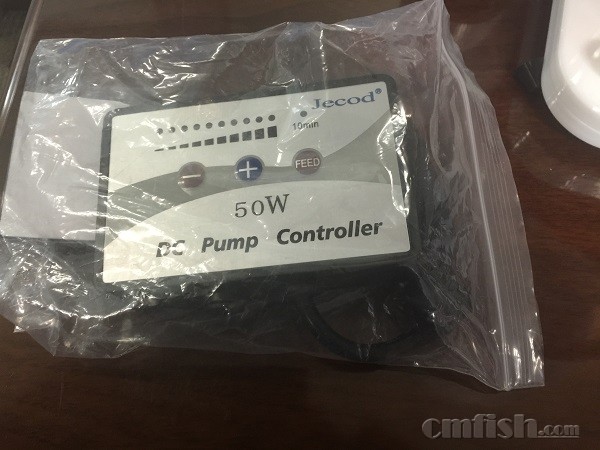 Jecod®
10min
− + FEED
50W
DC Pump Controller
cmfish.com